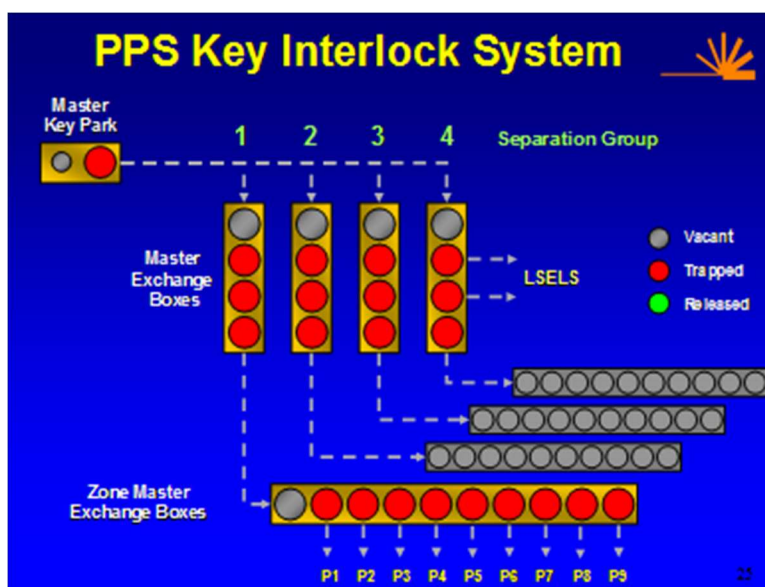 PPS Key Interlock System
Master
Key Park
1 2 3 4 Separation Group
Master
Exchange
Boxes
LSELS
Vacant
Trapped
Released
Zone Master
Exchange Boxes
P1 P2 P3 P4 P5 P6 P7 P8 P9
25